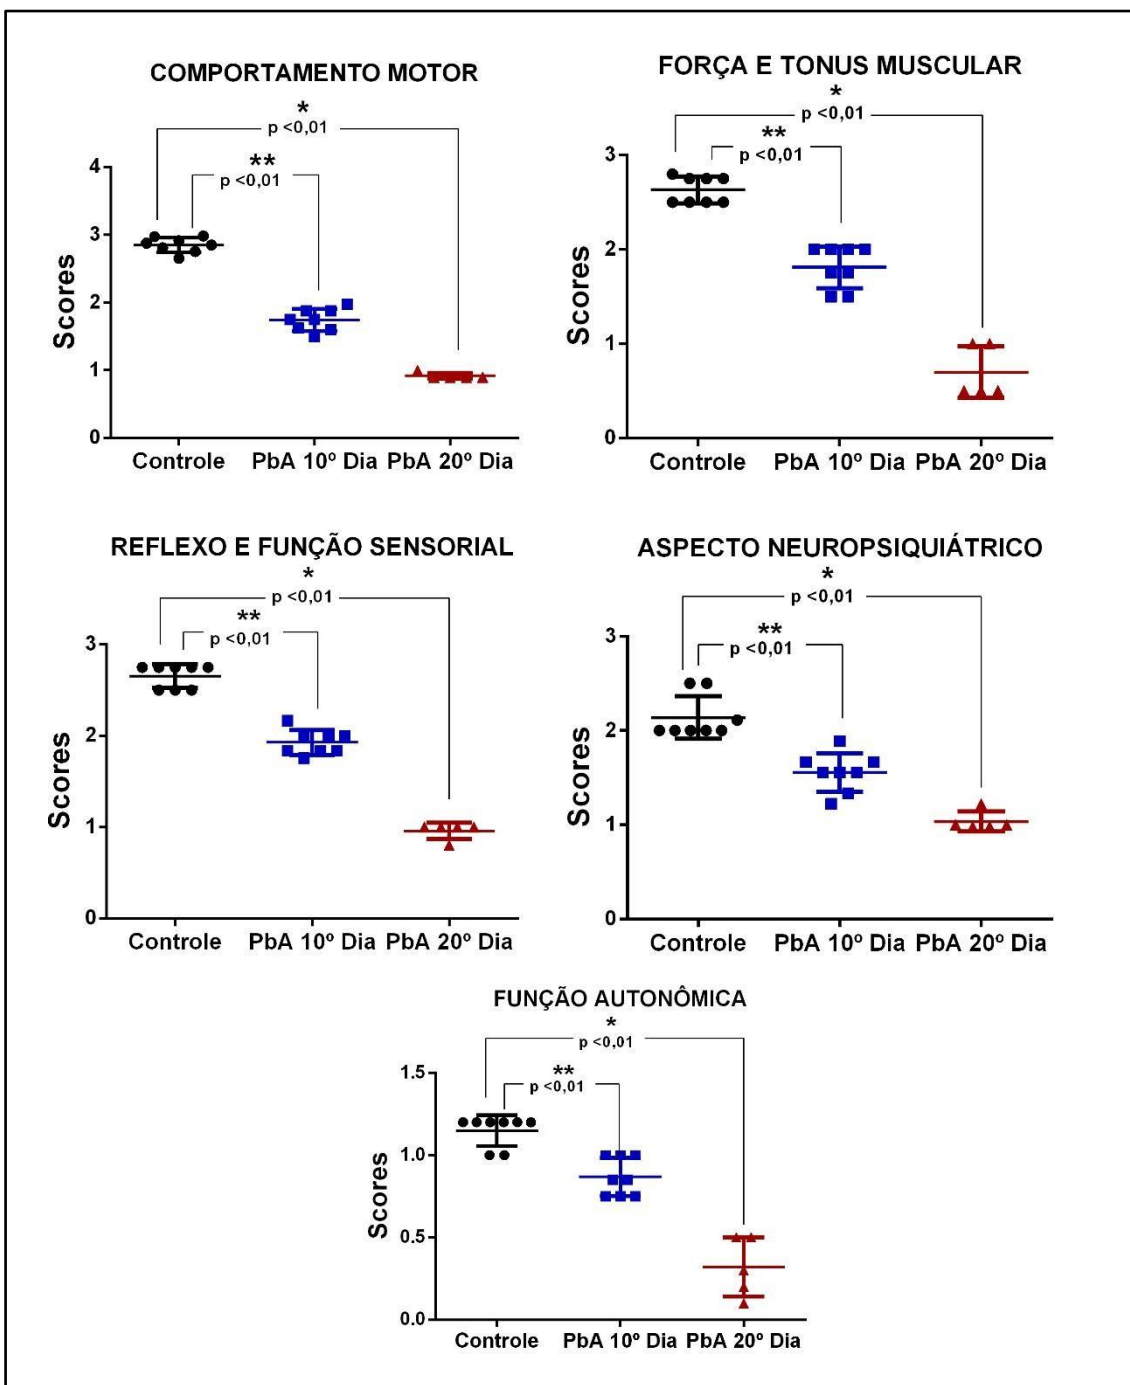 COMPORTAMENTO MOTOR
*
p <0,01
**
p <0,01
4
3
2
1
0
Scores
Controle PbA 10º Dia PbA 20º Dia
FORÇA E TONUS MUSCULAR
*
p <0,01
**
p <0,01
3
2
1
0
Scores
Controle PbA 10º Dia PbA 20º Dia
REFLEXO E FUNÇÃO SENSORIAL
*
p <0,01
**
p <0,01
3
2
1
0
Scores
Controle PbA 10º Dia PbA 20º Dia
ASPECTO NEUROPSIQUIÁTRICO
*
p <0,01
**
p <0,01
3
2
1
0
Scores
Controle PbA 10º Dia PbA 20º Dia
FUNÇÃO AUTONÔMICA
*
p <0,01
**
p <0,01
1.5
1.0
0.5
0.0
Scores
Controle PbA 10º Dia PbA 20º Dia